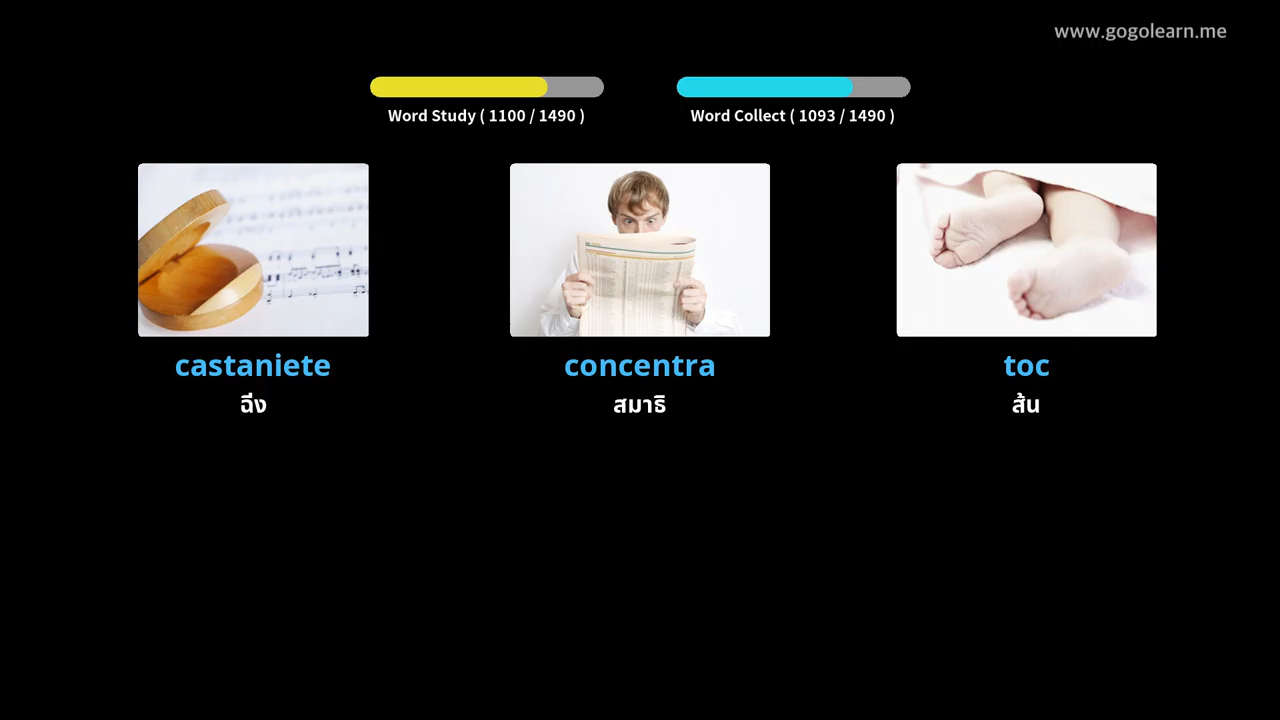 www.gogolearn.me
Word Study ( 1100 / 1490 )
Word Collect ( 1093 / 1490 )
castaniete
concentra
toc
ฉิ่ง
สมาธิ
ส้น